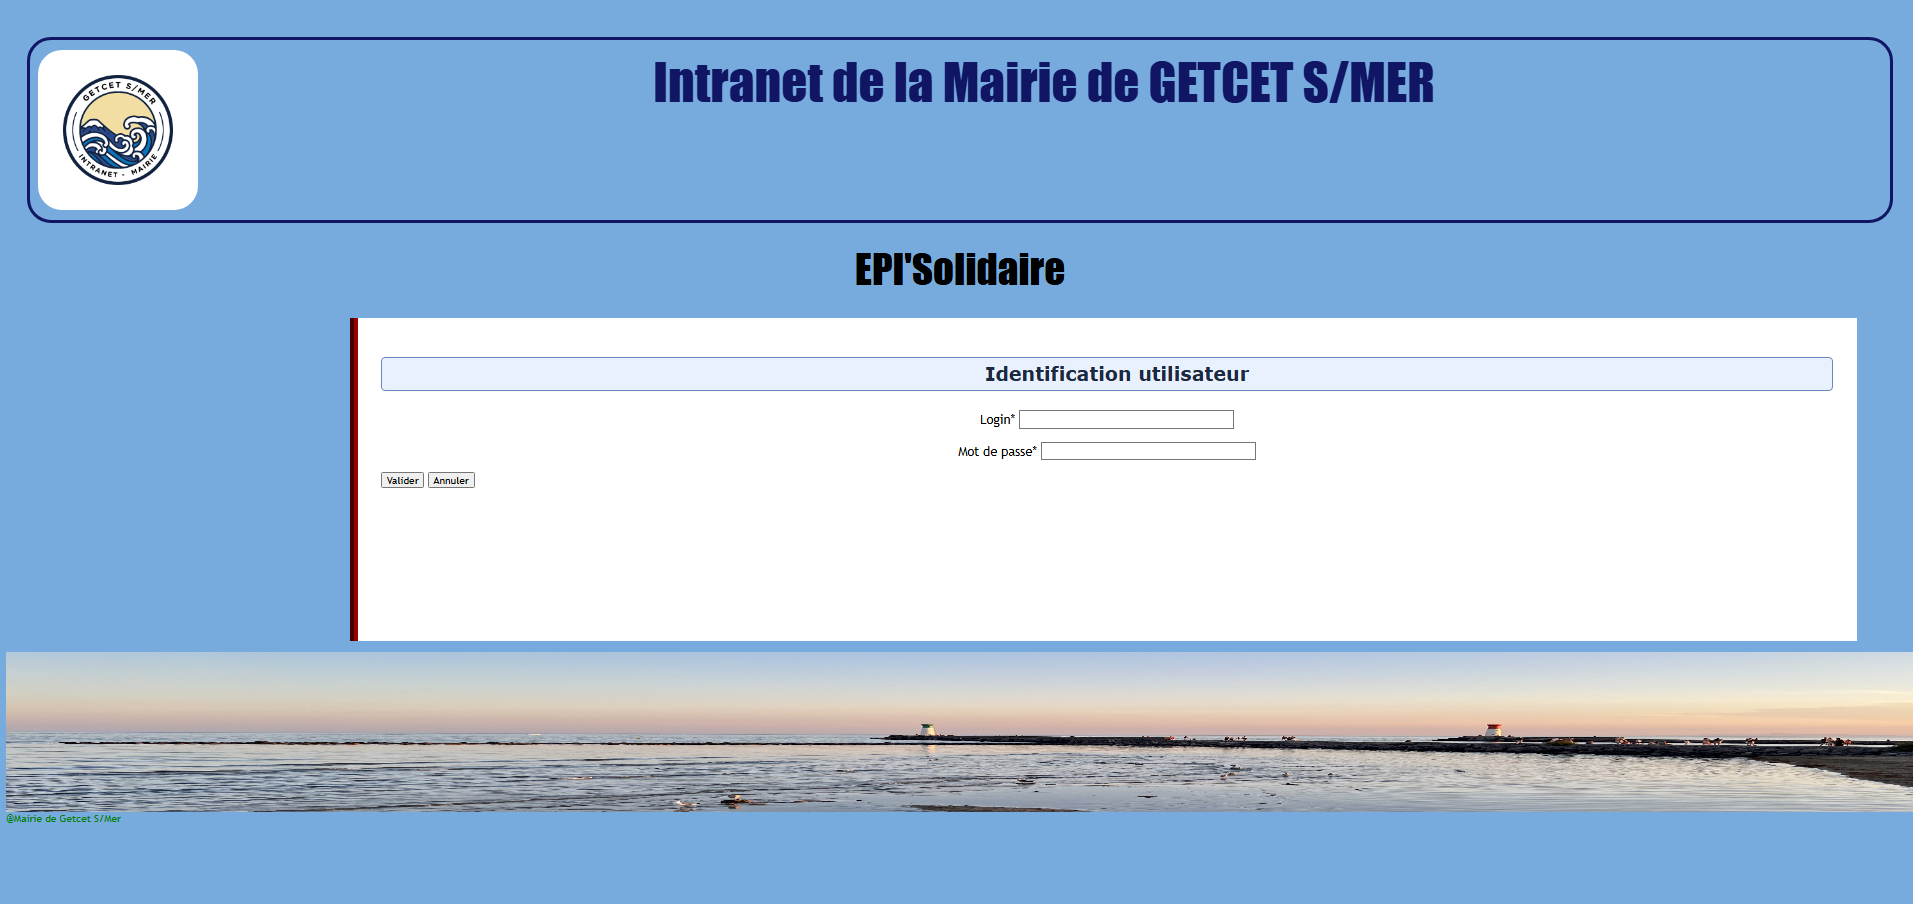 GETCET S/MER
INTRANET - MAIRIE
Intranet de la Mairie de GETCET S/MER
EPI'Solidaire
Identification utilisateur
Login*
Mot de passe*
Valider Annuler
@Mairie de Getcet S/Mer